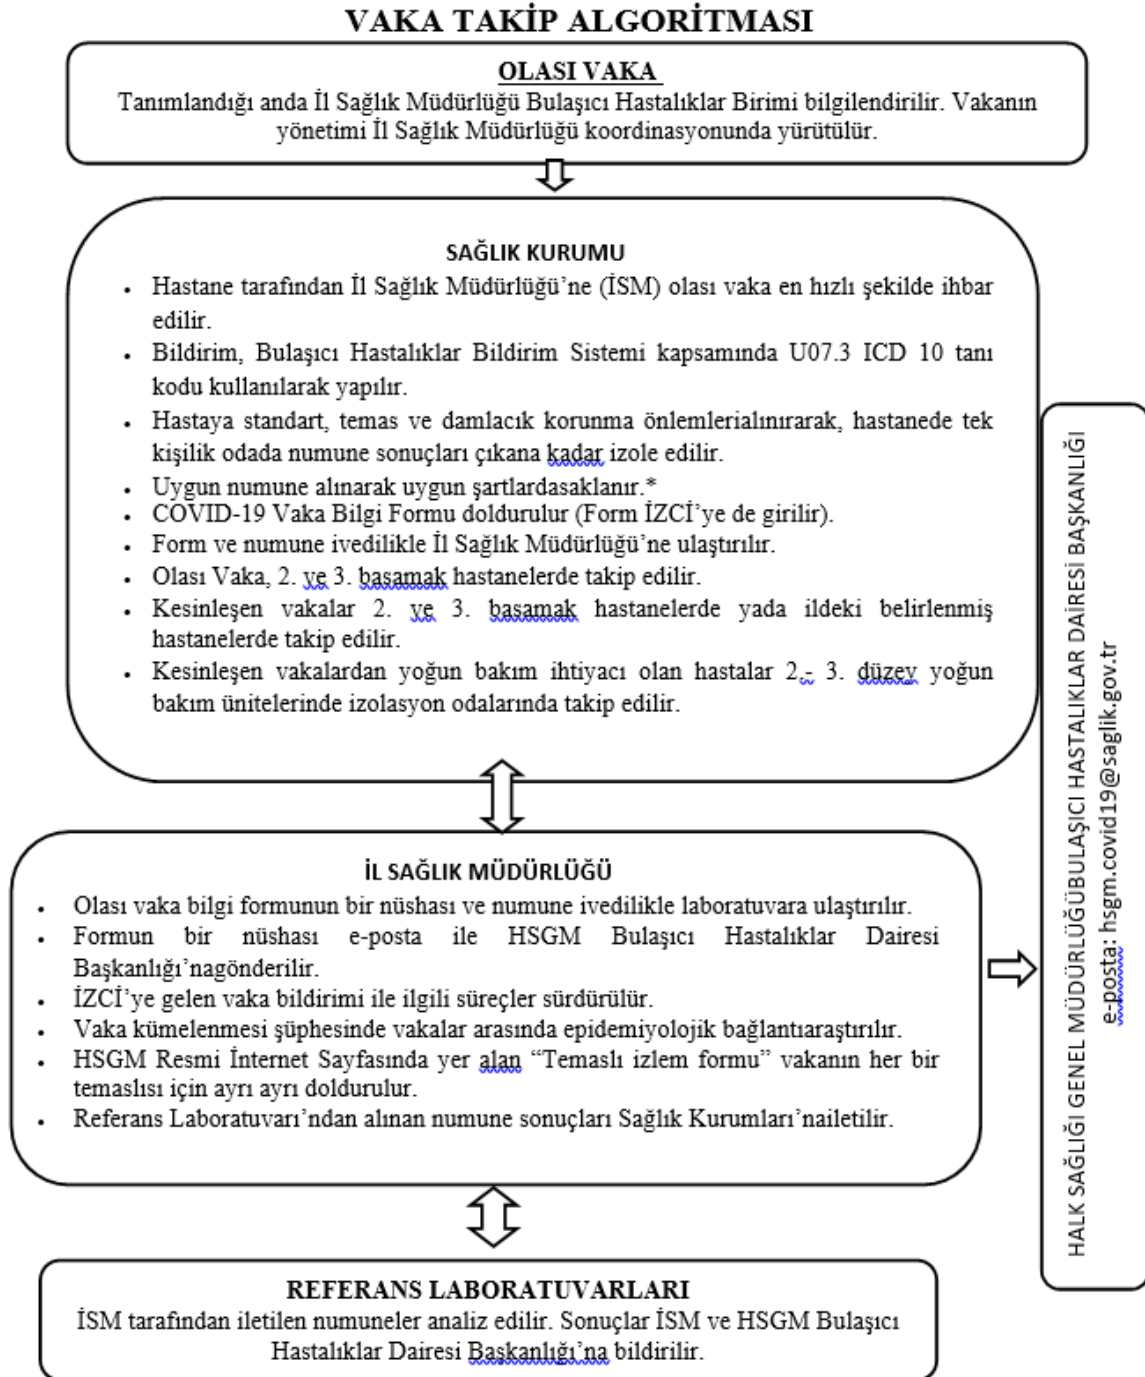 VAKA TAKİP ALGORİTMASI
OLASI VAKA
Tanımlandığı anda İl Sağlık Müdürlüğü Bulaşıcı Hastalıklar Birimi bilgilendirilir. Vakanın
yönetimi İl Sağlık Müdürlüğü koordinasyonunda yürütülür.
SAĞLIK KURUMU
• Hastane tarafından İl Sağlık Müdürlüğü’ne (İSM) olası vaka en hızlı şekilde ihbar
edilir.
• Bildirim, Bulaşıcı Hastalıklar Bildirim Sistemi kapsamında U07.3 ICD 10 tanı
kodu kullanılarak yapılır.
• Hastaya standart, temas ve damlacık korunma önlemlerialınırarak, hastanede tek
kişilik odada numune sonuçları çıkana kadar izole edilir.
• Uygun numune alınarak uygun şartlardasaklanır.*
• COVID-19 Vaka Bilgi Formu doldurulur (Form İZCİ’ye de girilir).
• Form ve numune ivedilikle İl Sağlık Müdürlüğü’ne ulaştırılır.
• Olası Vaka, 2. ve 3. basamak hastanelerde takip edilir.
• Kesinleşen vakalar 2. ve 3. basamak hastanelerde yada ildeki belirlenmiş
hastanelerde takip edilir.
• Kesinleşen vakalardan yoğun bakım ihtiyacı olan hastalar 2.- 3. düzey yoğun
bakım ünitelerinde izolasyon odalarında takip edilir.
İL SAĞLIK MÜDÜRLÜĞÜ
• Olası vaka bilgi formunun bir nüshası ve numune ivedilikle laboratuvara ulaştırılır.
• Formun bir nüshası e-posta ile HSGM Bulaşıcı Hastalıklar Dairesi
Başkanlığı’nagönderilir.
• İZCİ’ye gelen vaka bildirimi ile ilgili süreçler sürdürülür.
• Vaka kümelenmesi şüphesinde vakalar arasında epidemiyolojik bağlantıaraştırılır.
• HSGM Resmi İnternet Sayfasında yer alan “Temaslı izlem formu” vakanın her bir
temaslısı için ayrı ayrı doldurulur.
• Referans Laboratuvarı’ndan alınan numune sonuçları Sağlık Kurumları’nailetilir.
REFERANS LABORATUVARLARI
İSM tarafından iletilen numuneler analiz edilir. Sonuçlar İSM ve HSGM Bulaşıcı
Hastalıklar Dairesi Başkanlığı’na bildirilir.
HALK SAĞLIĞI GENEL MÜDÜRLÜĞÜBULAŞICI HASTALIKLAR DAİRESİ BAŞKANLIĞI
e-posta: hsgm.covid19@saglik.gov.tr